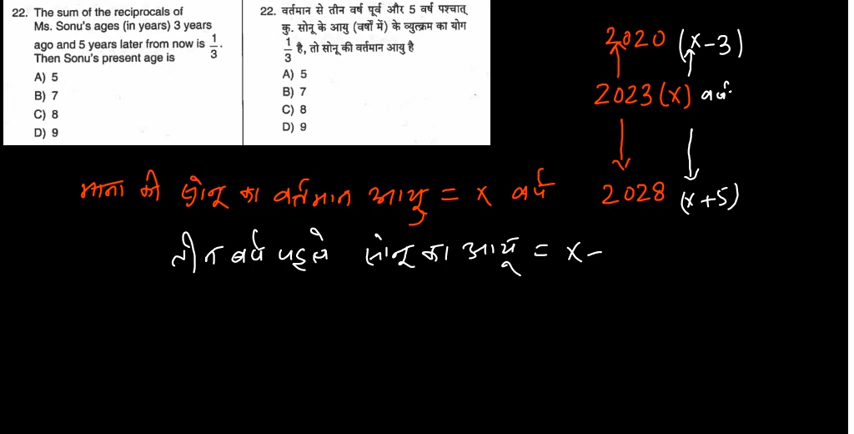 22. The sum of the reciprocals of
Ms. Sonu's ages (in years) 3 years
ago and 5 years later from now is 1/3.
Then Sonu's present age is
A) 5
B) 7
C) 8
D) 9
22. वर्तमान से तीन वर्ष पूर्व और 5 वर्ष पश्चात्
कु. सोनू के आयु (वर्षों में) के व्युत्क्रम का योग
1/3 है, तो सोनू की वर्तमान आयु है
A) 5
B) 7
C) 8
D) 9
2020 (x-3)
2023 (x) वर्ष
2028 (x+5)
माना की सोनू का वर्तमान आयु = x वर्ष
तीन वर्ष पहले सोनू का आयु = x-